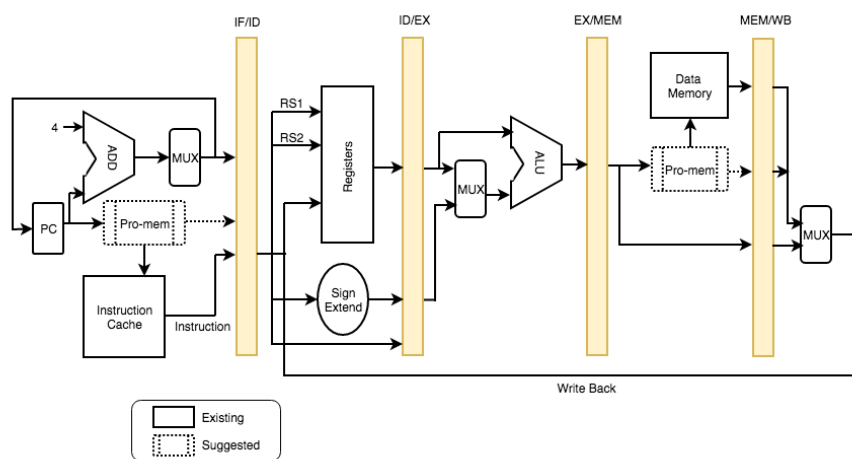 IF/ID
ID/EX
EX/MEM
MEM/WB
4
ADD
MUX
PC
Pro-mem
Instruction
Cache
Instruction
RS1
RS2
Registers
Sign
Extend
MUX
ALU
Data
Memory
Pro-mem
MUX
Write Back
Existing
Suggested